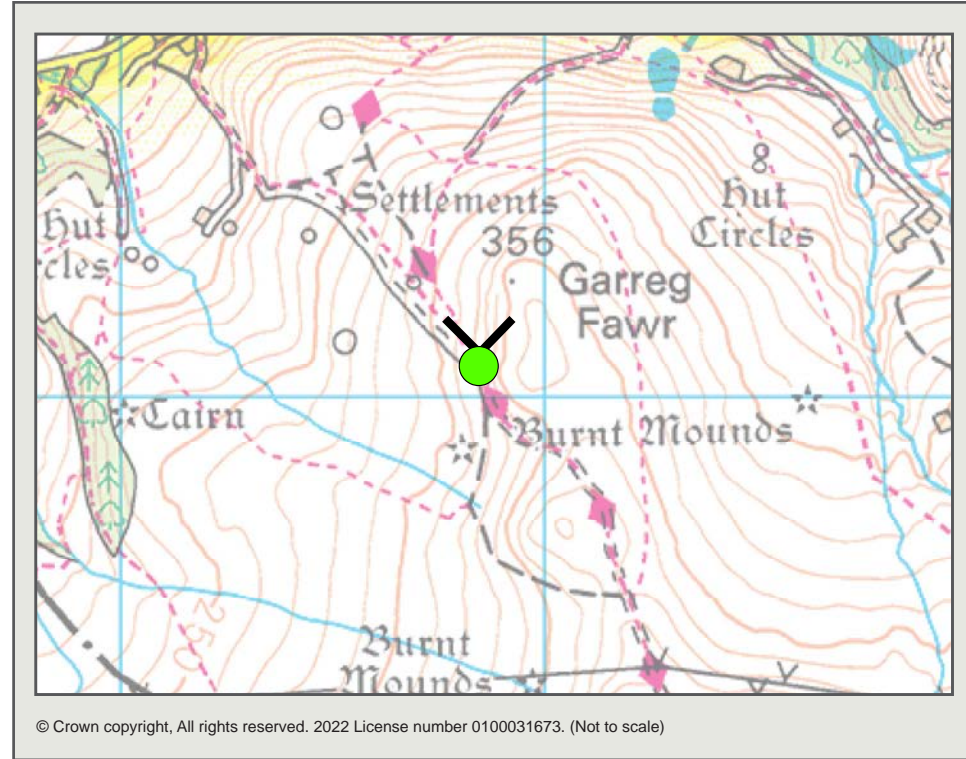 Settlements
356
Hut
cles
8
Hut
Circles
Garreg
Fawr
Cairn
Burnt Mounds
250
Burnt
Mounds
© Crown copyright, All rights reserved. 2022 License number 0100031673. (Not to scale)